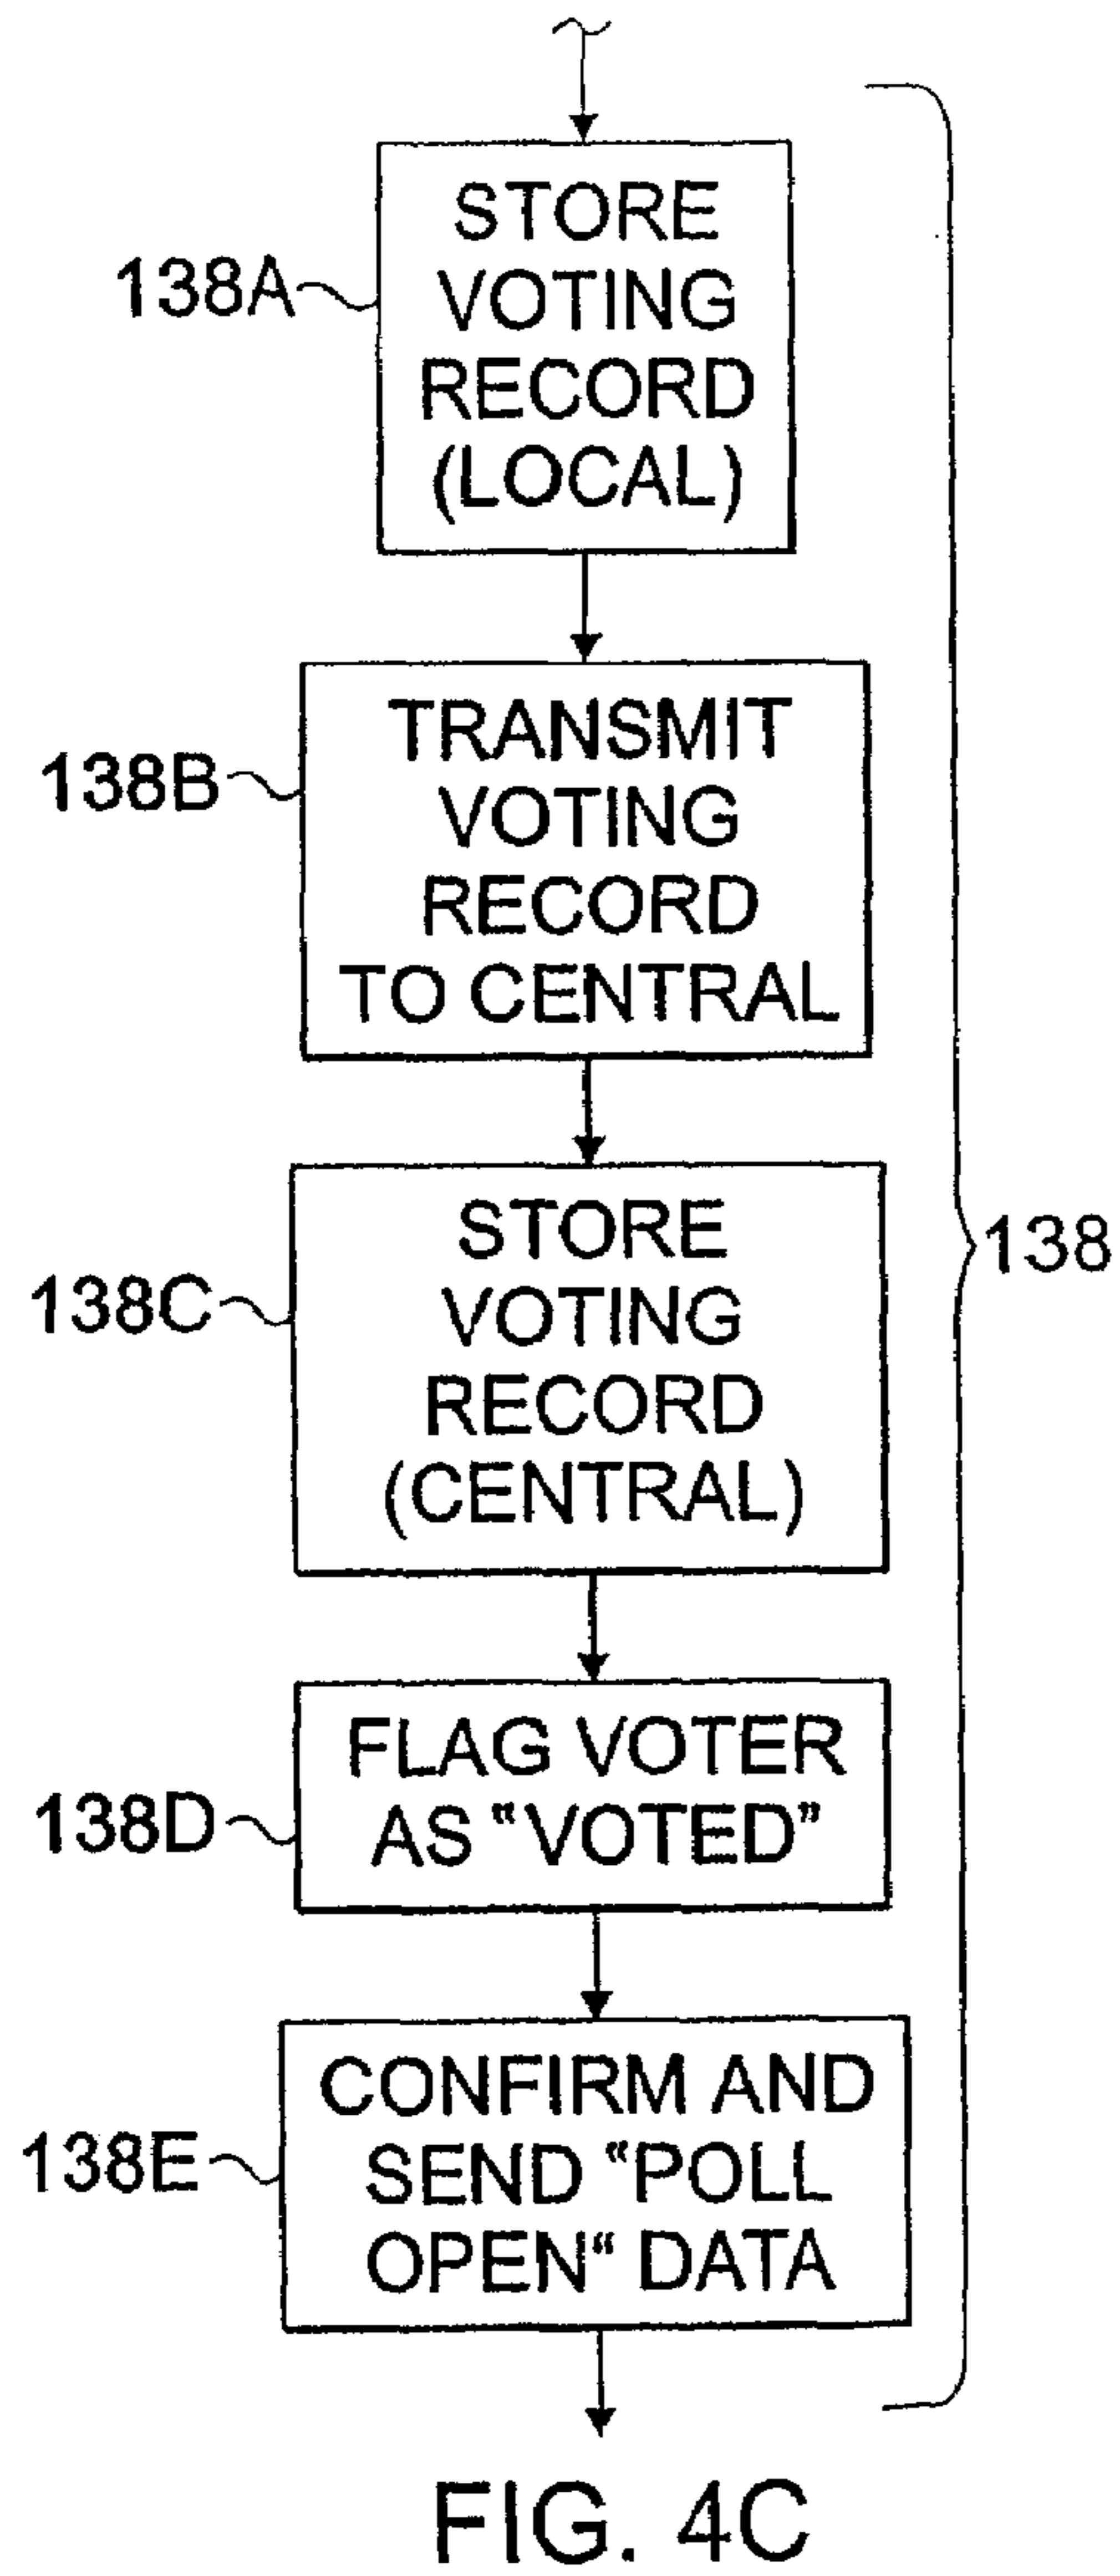 138A
STORE
VOTING
RECORD
(LOCAL)
138B
TRANSMIT
VOTING
RECORD
TO CENTRAL
138C
STORE
VOTING
RECORD
(CENTRAL)
138
138D
FLAG VOTER
AS “VOTED”
138E
CONFIRM AND
SEND “POLL
OPEN“ DATA
FIG. 4C